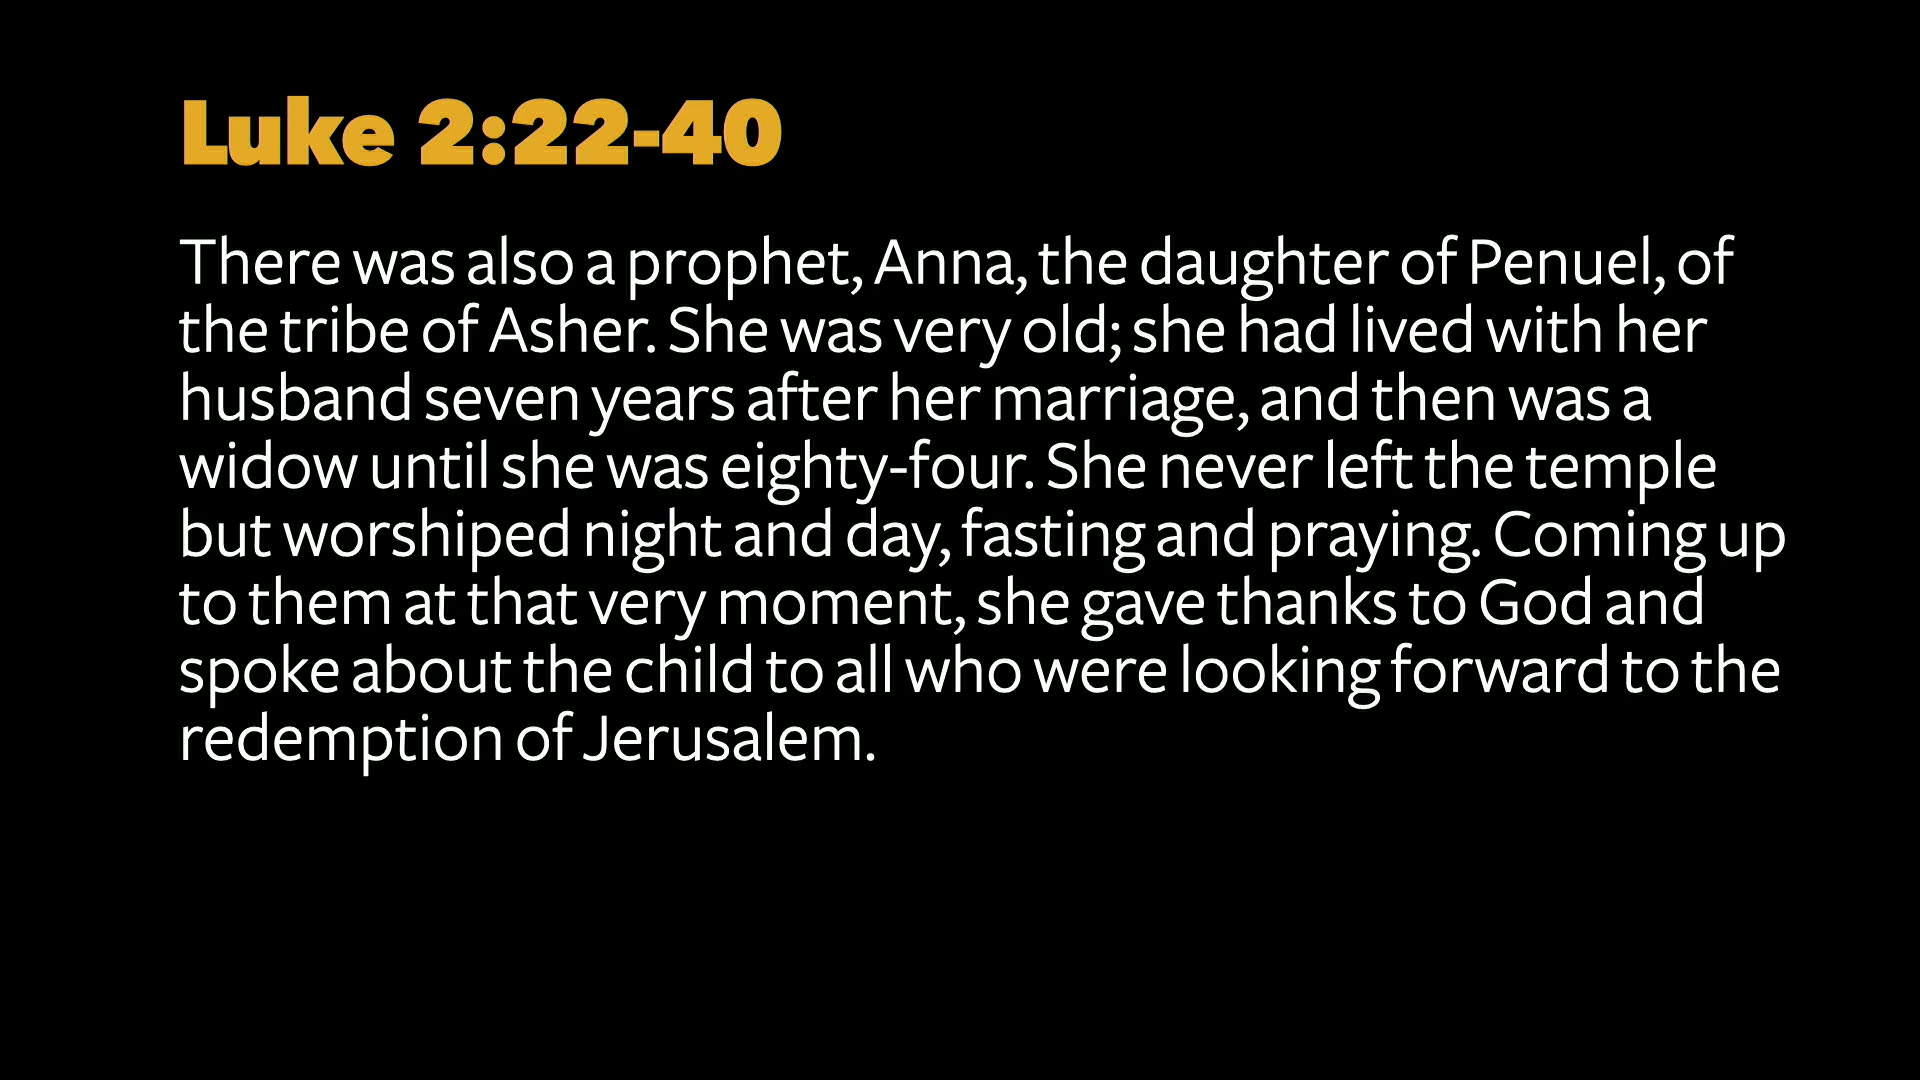 Luke 2:22-40
There was also a prophet, Anna, the daughter of Penuel, of
the tribe of Asher. She was very old; she had lived with her
husband seven years after her marriage, and then was a
widow until she was eighty-four. She never left the temple
but worshiped night and day, fasting and praying. Coming up
to them at that very moment, she gave thanks to God and
spoke about the child to all who were looking forward to the
redemption of Jerusalem.